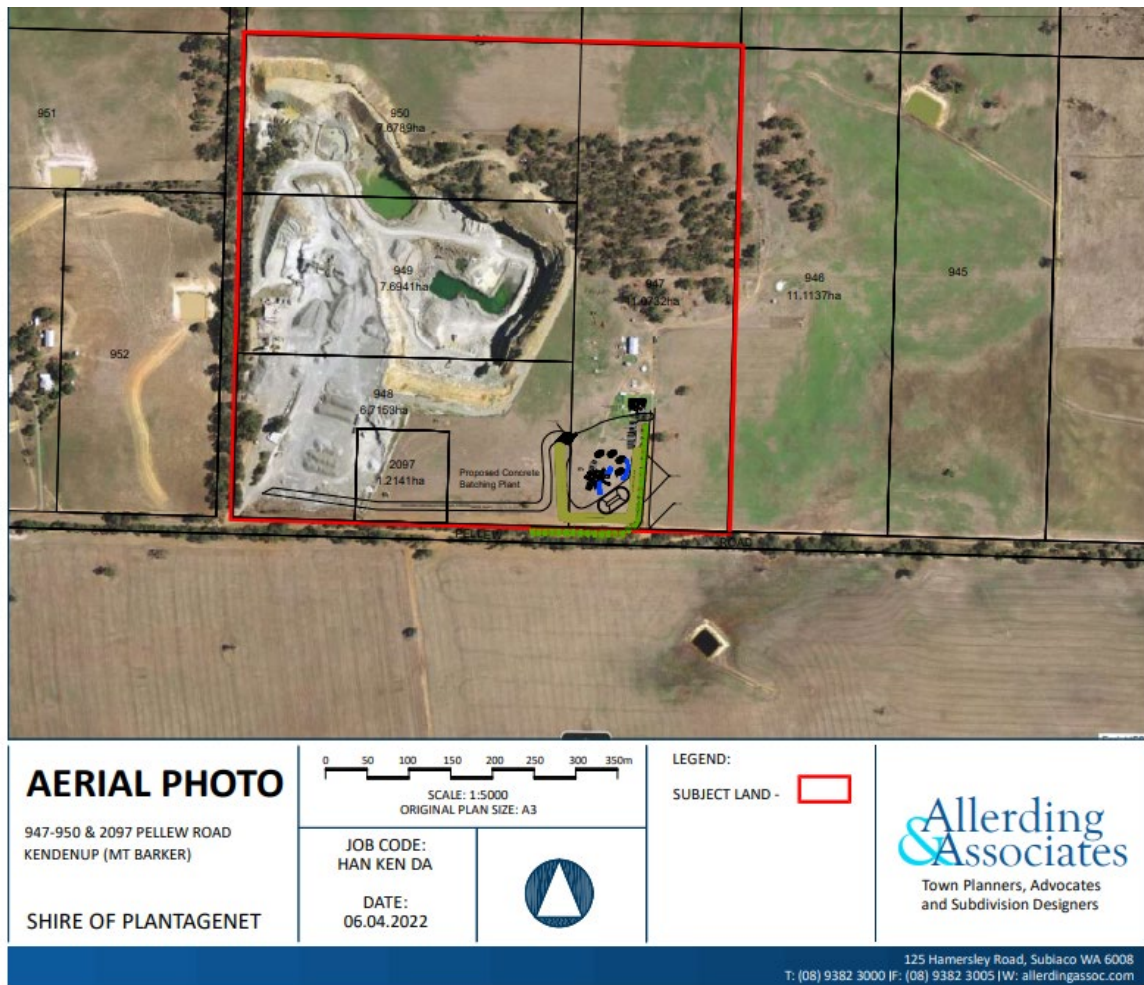 951
950
7.6789ha
949
7.6941ha
947
11.0732ha
946
11.1137ha
945
952
948
6.7153ha
2097
1.2141ha
Proposed Concrete
Batching Plant
PELLEW
ROAD
AERIAL PHOTO
947-950 & 2097 PELLEW ROAD
KENDENUP (MT BARKER)
SHIRE OF PLANTAGENET
0 50 100 150 200 250 300 350m
SCALE: 1:5000
ORIGINAL PLAN SIZE: A3
JOB CODE:
HAN KEN DA
DATE:
06.04.2022
LEGEND:
SUBJECT LAND -
Allerding
& Associates
Town Planners, Advocates
and Subdivision Designers
125 Hamersley Road, Subiaco WA 6008
T: (08) 9382 3000 |F: (08) 9382 3005 |W: allerdingassoc.com